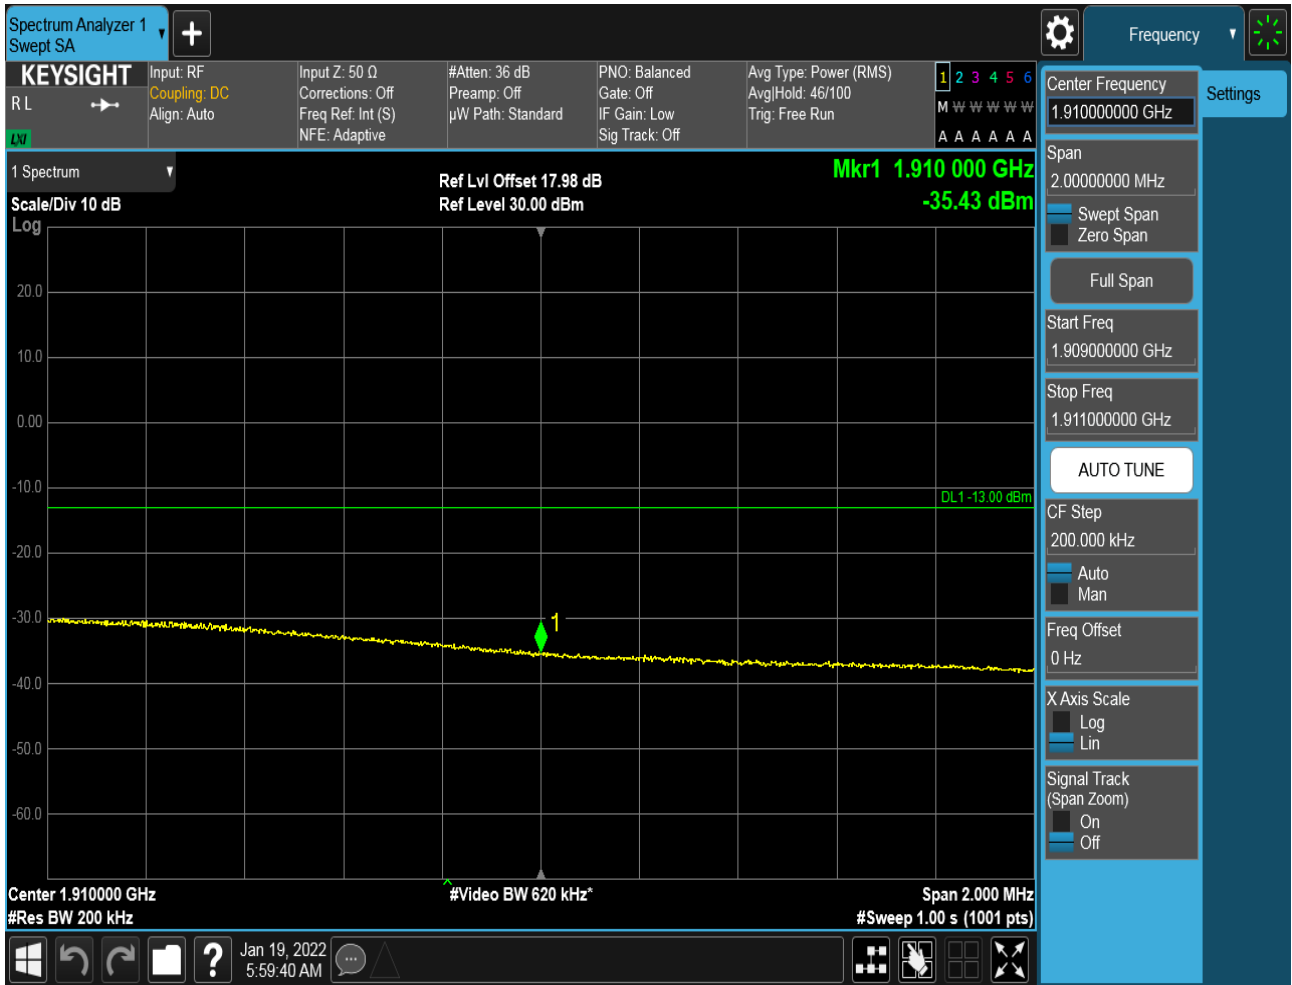 Spectrum Analyzer 1
Swept SA
Frequency
KEYSIGHT
R L
LXI
Input: RF
Coupling: DC
Align: Auto
Input Z: 50 Ω
Corrections: Off
Freq Ref: Int (S)
NFE: Adaptive
#Atten: 36 dB
Preamp: Off
µW Path: Standard
PNO: Balanced
Gate: Off
IF Gain: Low
Sig Track: Off
Avg Type: Power (RMS)
Avg|Hold: 46/100
Trig: Free Run
1 2 3 4 5 6
M W W W W W
A A A A A A
1 Spectrum
Scale/Div 10 dB
Log
Ref Lvl Offset 17.98 dB
Ref Level 30.00 dBm
Mkr1 1.910 000 GHz
-35.43 dBm
20.0
10.0
0.00
-10.0
DL1 -13.00 dBm
-20.0
-30.0
1
-40.0
-50.0
-60.0
Center 1.910000 GHz
#Video BW 620 kHz*
Span 2.000 MHz
#Res BW 200 kHz
#Sweep 1.00 s (1001 pts)
Jan 19, 2022
5:59:40 AM
Center Frequency
1.910000000 GHz
Settings
Span
2.00000000 MHz
Swept Span
Zero Span
Full Span
Start Freq
1.909000000 GHz
Stop Freq
1.911000000 GHz
AUTO TUNE
CF Step
200.000 kHz
Auto
Man
Freq Offset
0 Hz
X Axis Scale
Log
Lin
Signal Track
(Span Zoom)
On
Off